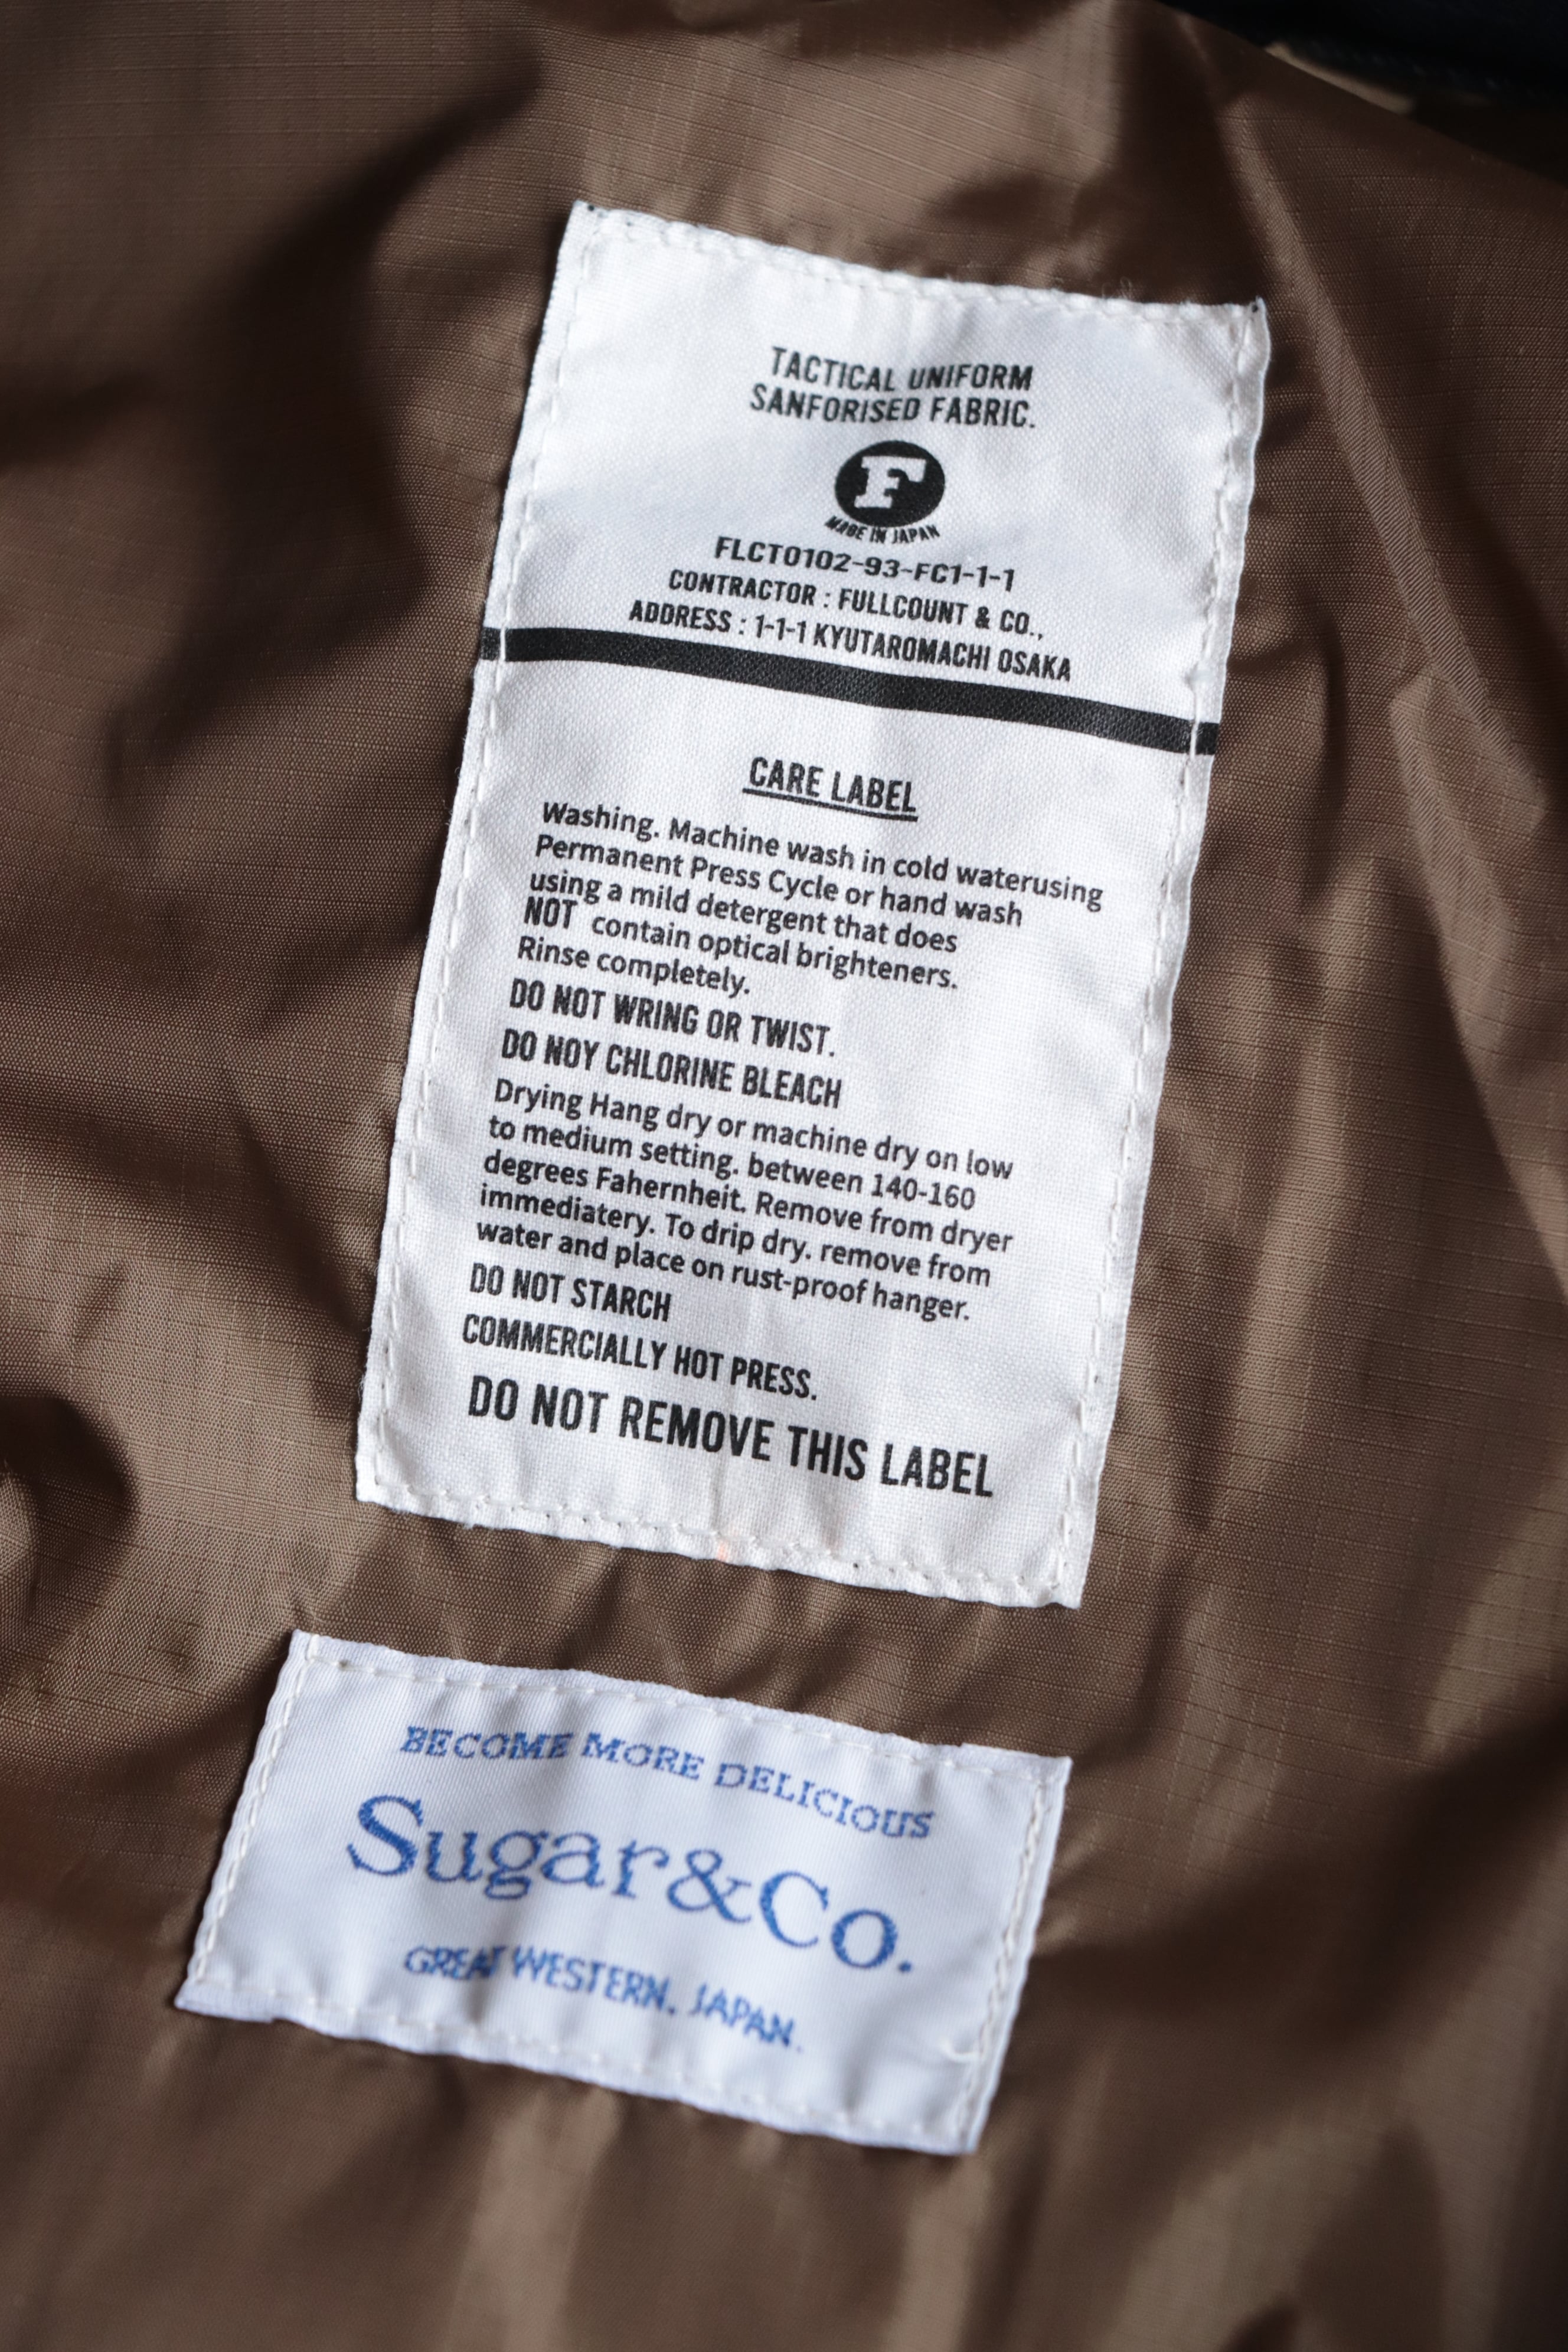 TACTICAL UNIFORM
SANFORISED FABRIC.
F
MADE IN JAPAN
FLCT0102-93-FC1-1-1
CONTRACTOR : FULLCOUNT & CO.,
ADDRESS : 1-1-1 KYUTAROMACHI OSAKA
CARE LABEL
Washing. Machine wash in cold waterusing
Permanent Press Cycle or hand wash
using a mild detergent that does
NOT contain optical brighteners.
Rinse completely.
DO NOT WRING OR TWIST.
DO NOY CHLORINE BLEACH
Drying Hang dry or machine dry on low
to medium setting. between 140-160
degrees Fahernheit. Remove from dryer
immediatery. To drip dry. remove from
water and place on rust-proof hanger.
DO NOT STARCH
COMMERCIALLY HOT PRESS.
DO NOT REMOVE THIS LABEL
BECOME MORE DELICIOUS
Sugar&Co.
GREAT WESTERN, JAPAN.